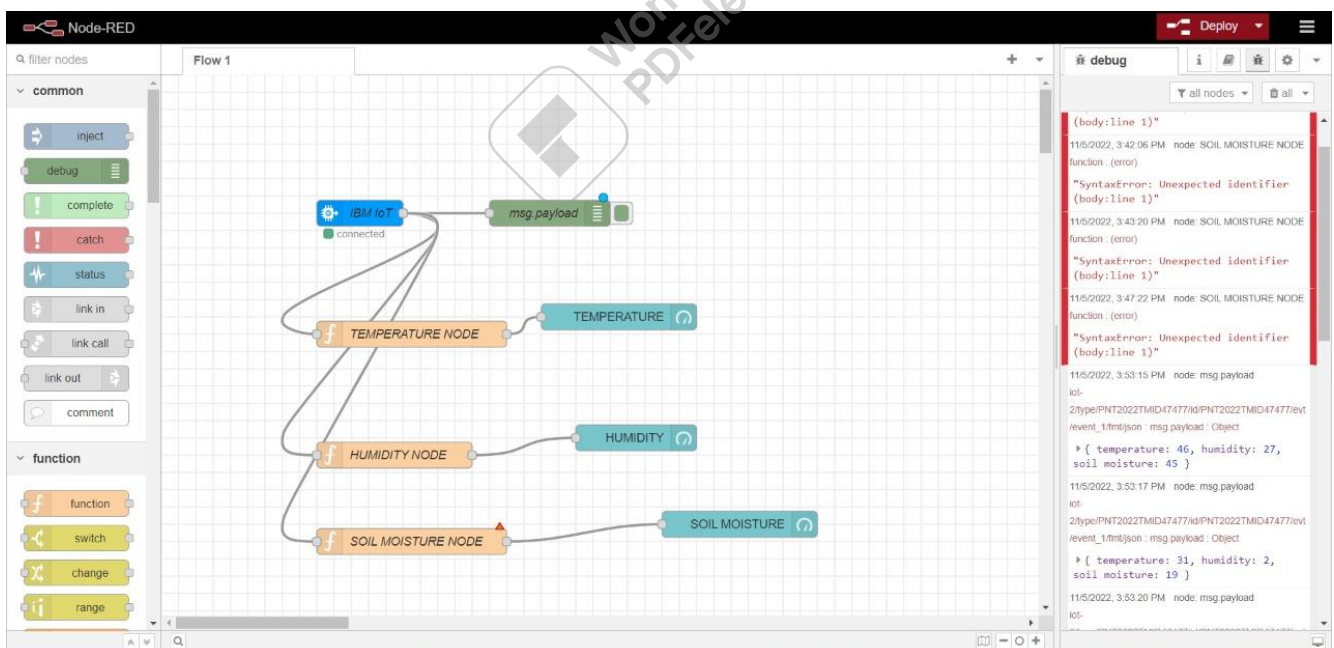 Node-RED
Deploy
filter nodes
Flow 1
debug
i
common
all nodes
all
inject
debug
complete
catch
status
link in
link call
link out
comment
function
function
switch
change
range
IBM IoT
connected
msg.payload
TEMPERATURE NODE
TEMPERATURE
HUMIDITY NODE
HUMIDITY
SOIL MOISTURE NODE
SOIL MOISTURE
(body:line 1)"
11/5/2022, 3:42:06 PM node: SOIL MOISTURE NODE
function : (error)
"SyntaxError: Unexpected identifier
(body:line 1)"
11/5/2022, 3:43:20 PM node: SOIL MOISTURE NODE
function : (error)
"SyntaxError: Unexpected identifier
(body:line 1)"
11/5/2022, 3:47:22 PM node: SOIL MOISTURE NODE
function : (error)
"SyntaxError: Unexpected identifier
(body:line 1)"
11/5/2022, 3:53:15 PM node: msg.payload
iot-
2/type/PNT2022TMID47477/id/PNT2022TMID47477/evt
/event_1/fmt/json : msg.payload : Object
{ temperature: 46, humidity: 27,
soil moisture: 45 }
11/5/2022, 3:53:17 PM node: msg.payload
iot-
2/type/PNT2022TMID47477/id/PNT2022TMID47477/evt
/event_1/fmt/json : msg.payload : Object
{ temperature: 31, humidity: 2,
soil moisture: 19 }
11/5/2022, 3:53:20 PM node: msg.payload
iot-